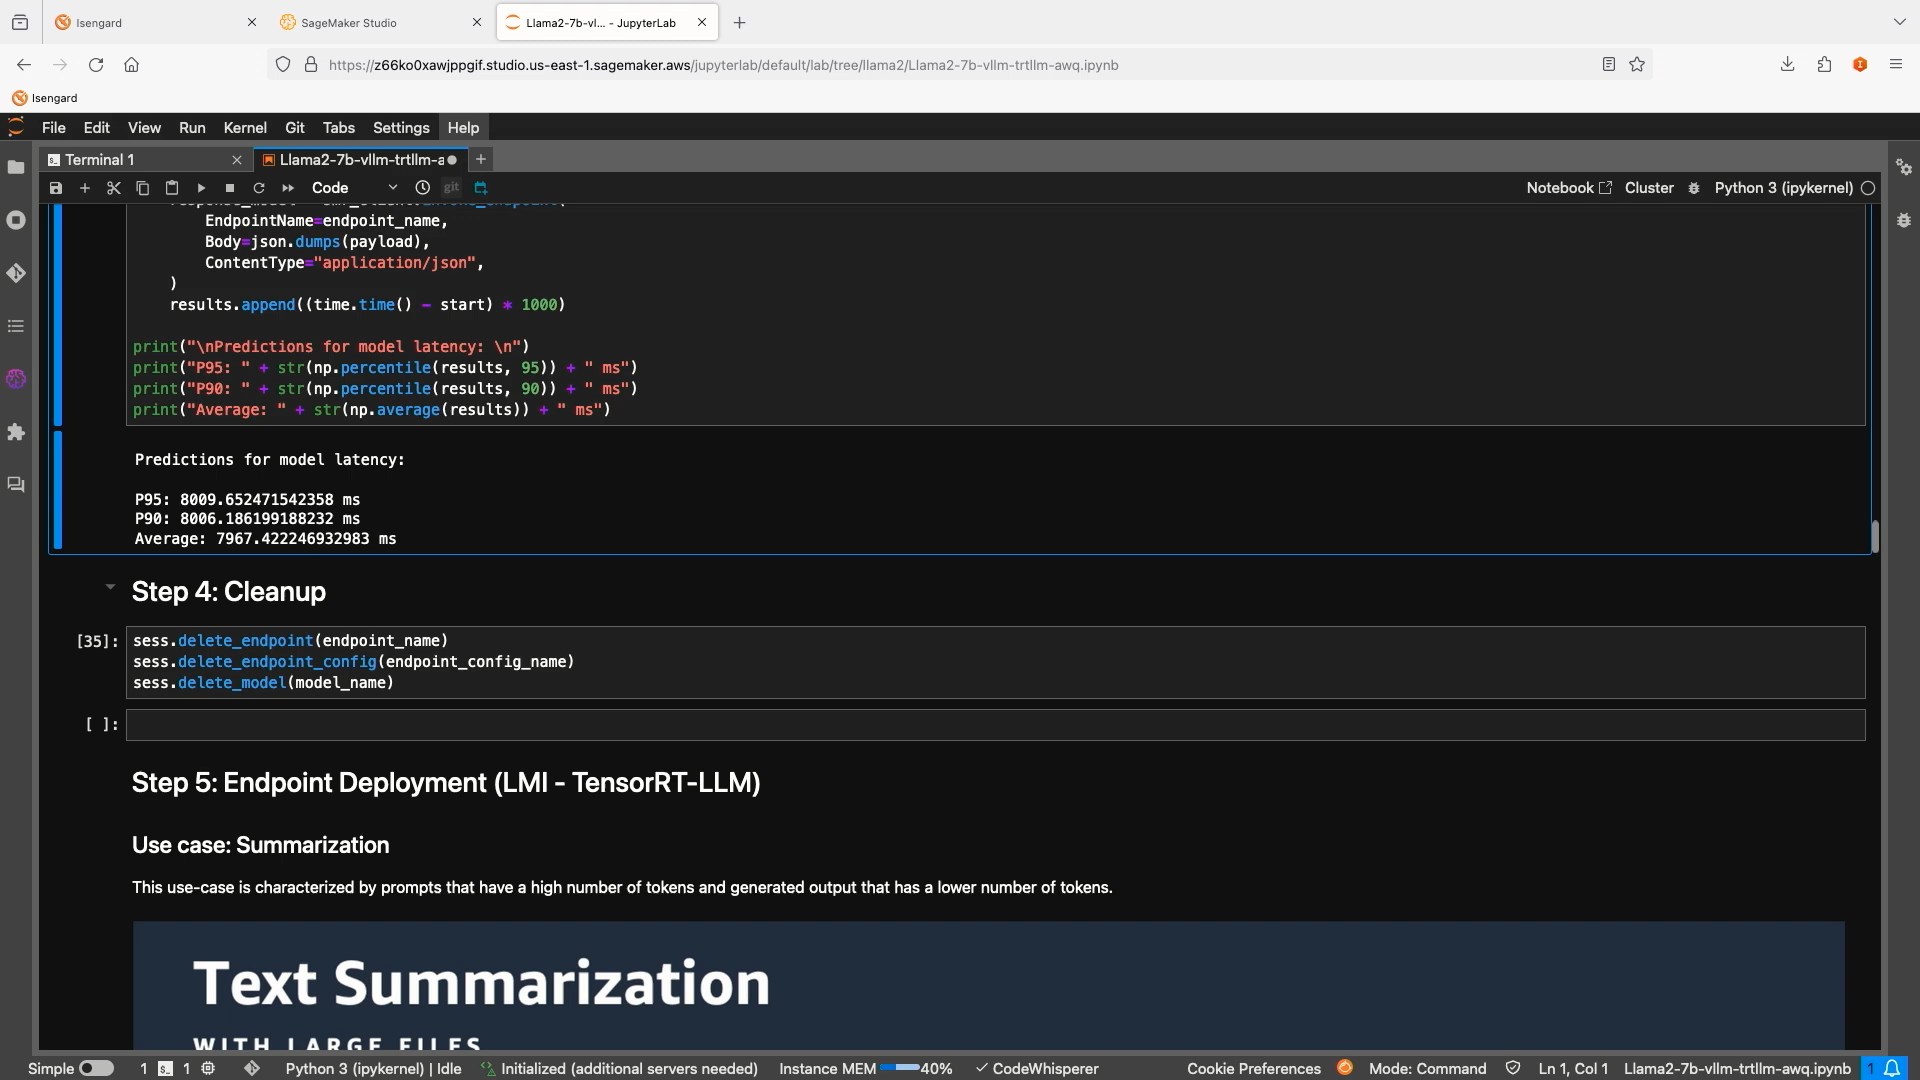 Isengard
SageMaker Studio
Llama2-7b-vl... - JupyterLab
https://z66ko0xawjppgif.studio.us-east-1.sagemaker.aws/jupyterlab/default/lab/tree/llama2/Llama2-7b-vllm-trtllm-awq.ipynb
Isengard
File Edit View Run Kernel Git Tabs Settings Help
Terminal 1
Llama2-7b-vllm-trtllm-a
Code
git
Notebook
Cluster
Python 3 (ipykernel)
EndpointName=endpoint_name,
Body=json.dumps(payload),
ContentType="application/json",
)
results.append((time.time() - start) * 1000)
print("\nPredictions for model latency: \n")
print("P95: " + str(np.percentile(results, 95)) + " ms")
print("P90: " + str(np.percentile(results, 90)) + " ms")
print("Average: " + str(np.average(results)) + " ms")
Predictions for model latency:
P95: 8009.652471542358 ms
P90: 8006.186199188232 ms
Average: 7967.422246932983 ms
Step 4: Cleanup
[35]:
sess.delete_endpoint(endpoint_name)
sess.delete_endpoint_config(endpoint_config_name)
sess.delete_model(model_name)
[ ]:
Step 5: Endpoint Deployment (LMI - TensorRT-LLM)
Use case: Summarization
This use-case is characterized by prompts that have a high number of tokens and generated output that has a lower number of tokens.
Text Summarization
WITH LARGE FILES
Simple 1 1 Python 3 (ipykernel) | Idle Initialized (additional servers needed) Instance MEM 40% CodeWhisperer Cookie Preferences Mode: Command Ln 1, Col 1 Llama2-7b-vllm-trtllm-awq.ipynb 1